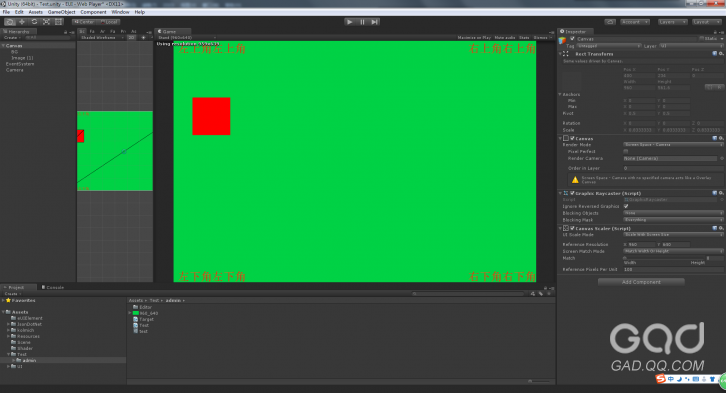 Unity (64bit) - Test.unity - TUI - Web Player* <DX11>
File Edit Assets GameObject Component Window Help
Center Local
Account Layers Layout
Hierarchy
Create
Canvas
BG
Image (1)
EventSystem
Camera
Shaded Wireframe
Game
Maximize on Play Mute audio Stats Gizmos
左上角左上角 右上角右上角
左下角左下角 右下角右下角
Inspector
Canvas Static
Tag Untagged Layer UI
Rect Transform
Some values driven by Canvas.
Pos X Pos Y Pos Z
Width Height
Anchors
Min
Max
Pivot
Rotation
Scale
Canvas
Render Mode Screen Space - Camera
Pixel Perfect
Render Camera None (Camera)
Order in Layer 0
Screen Space - Camera with no specified camera acts like a Overlay Canvas
Graphic Raycaster (Script)
Script GraphicRaycaster
Ignore Reversed Graphics
Blocking Objects None
Blocking Mask Everything
Canvas Scaler (Script)
UI Scale Mode Scale With Screen Size
Reference Resolution X 960 Y 640
Screen Match Mode Match Width Or Height
Match 0
Width Height
Reference Pixels Per Unit 100
Add Component
Project Console
Create
Favorites
Assets
Resources
Scene
Shader
Test
admin
UI
Assets Test admin
Editor
960_640
Target
Test
test
Gad
GAD.QQ.COM
中